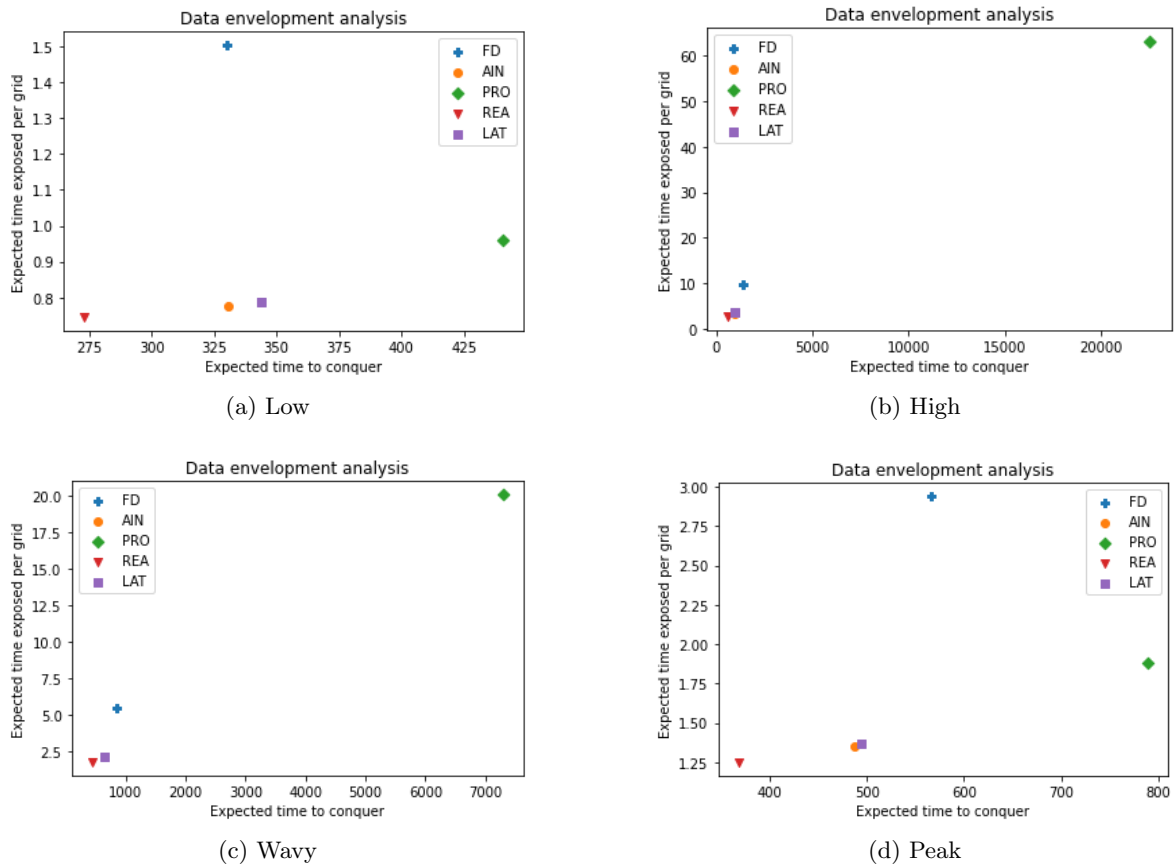 Data envelopment analysis
Expected time exposed per grid
1.5
1.4
1.3
1.2
1.1
1.0
0.9
0.8
FD
AIN
PRO
REA
LAT
275
300
325
350
375
400
425
Expected time to conquer
(a) Low
Data envelopment analysis
Expected time exposed per grid
60
50
40
30
20
10
0
FD
AIN
PRO
REA
LAT
0
5000
10000
15000
20000
Expected time to conquer
(b) High
Data envelopment analysis
Expected time exposed per grid
20.0
17.5
15.0
12.5
10.0
7.5
5.0
2.5
FD
AIN
PRO
REA
LAT
1000
2000
3000
4000
5000
6000
7000
Expected time to conquer
(c) Wavy
Data envelopment analysis
Expected time exposed per grid
3.00
2.75
2.50
2.25
2.00
1.75
1.50
1.25
FD
AIN
PRO
REA
LAT
400
500
600
700
800
Expected time to conquer
(d) Peak